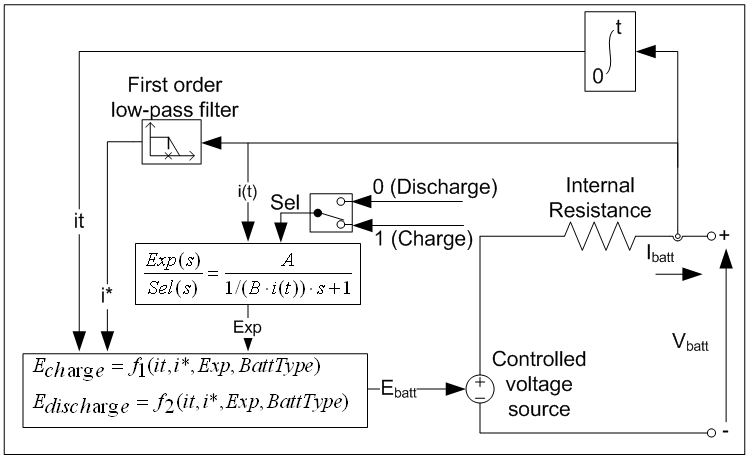 t
0
First order
low-pass filter
i(t)
Sel
0 (Discharge)
1 (Charge)
Internal
Resistance
+
I_batt
it
i*
Exp(s)/Sel(s) = A/(1/(B·i(t))·s+1)
Exp
E_charge = f_1(it,i*,Exp,BattType)
E_discharge = f_2(it,i*,Exp,BattType)
E_batt
+
−
Controlled
voltage
source
V_batt
-